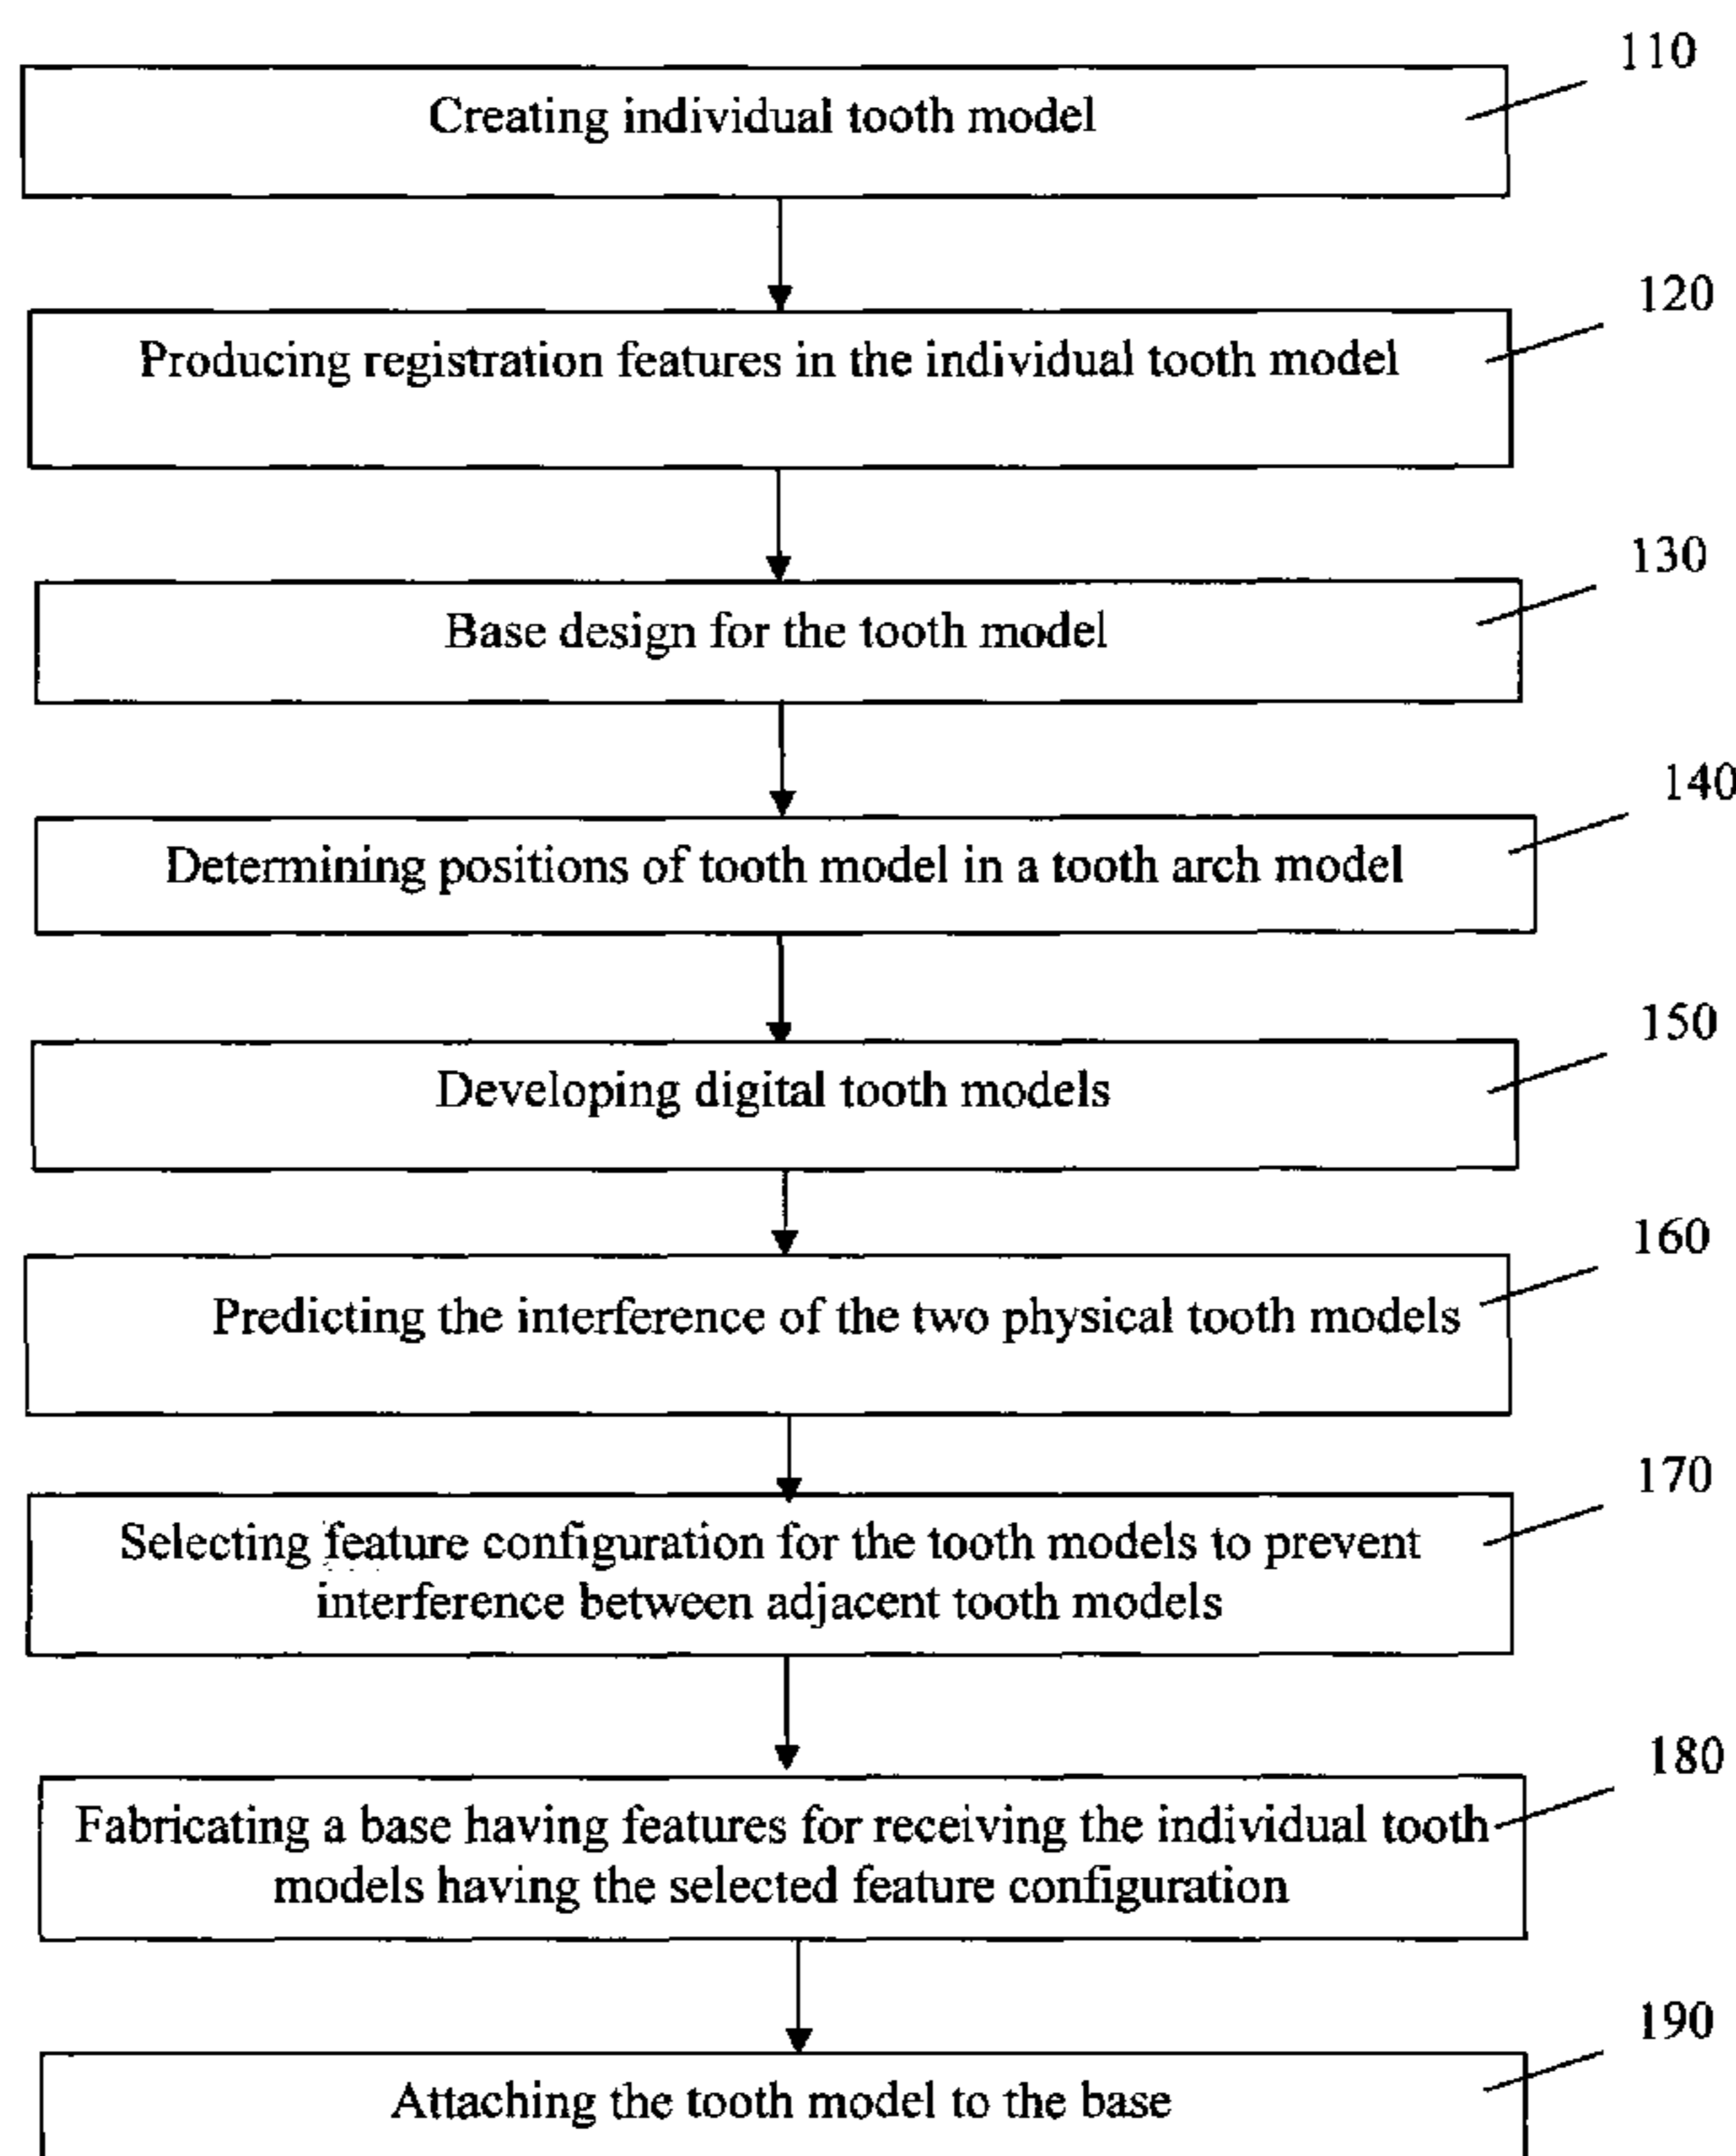 110
Creating individual tooth model
120
Producing registration features in the individual tooth model
130
Base design for the tooth model
140
Determining positions of tooth model in a tooth arch model
150
Developing digital tooth models
160
Predicting the interference of the two physical tooth models
170
Selecting feature configuration for the tooth models to prevent
interference between adjacent tooth models
180
Fabricating a base having features for receiving the individual tooth
models having the selected feature configuration
190
Attaching the tooth model to the base